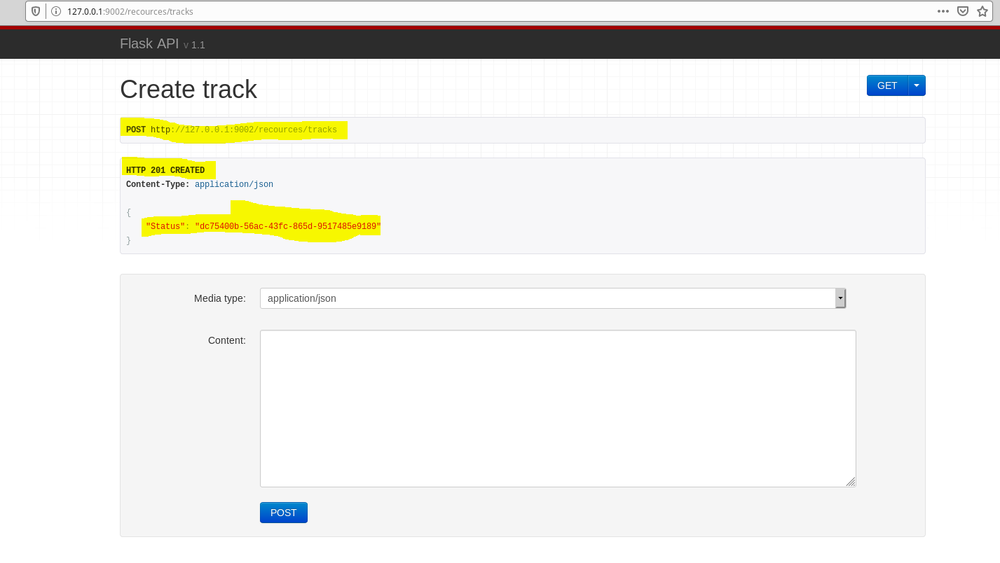 127.0.0.1:9002/recources/tracks
Flask API v 1.1
Create track
GET
POST http://127.0.0.1:9002/recources/tracks
HTTP 201 CREATED
Content-Type: application/json
{
"Status": "dc75400b-56ac-43fc-865d-9517485e9189"
}
Media type: application/json
Content:
POST